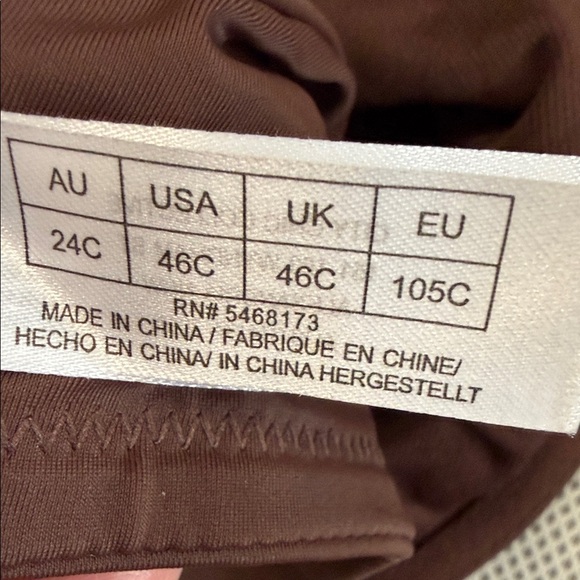 AU USA UK EU
24C 46C 46C 105C
RN# 5468173
MADE IN CHINA / FABRIQUE EN CHINE/
HECHO EN CHINA/ IN CHINA HERGESTELLT